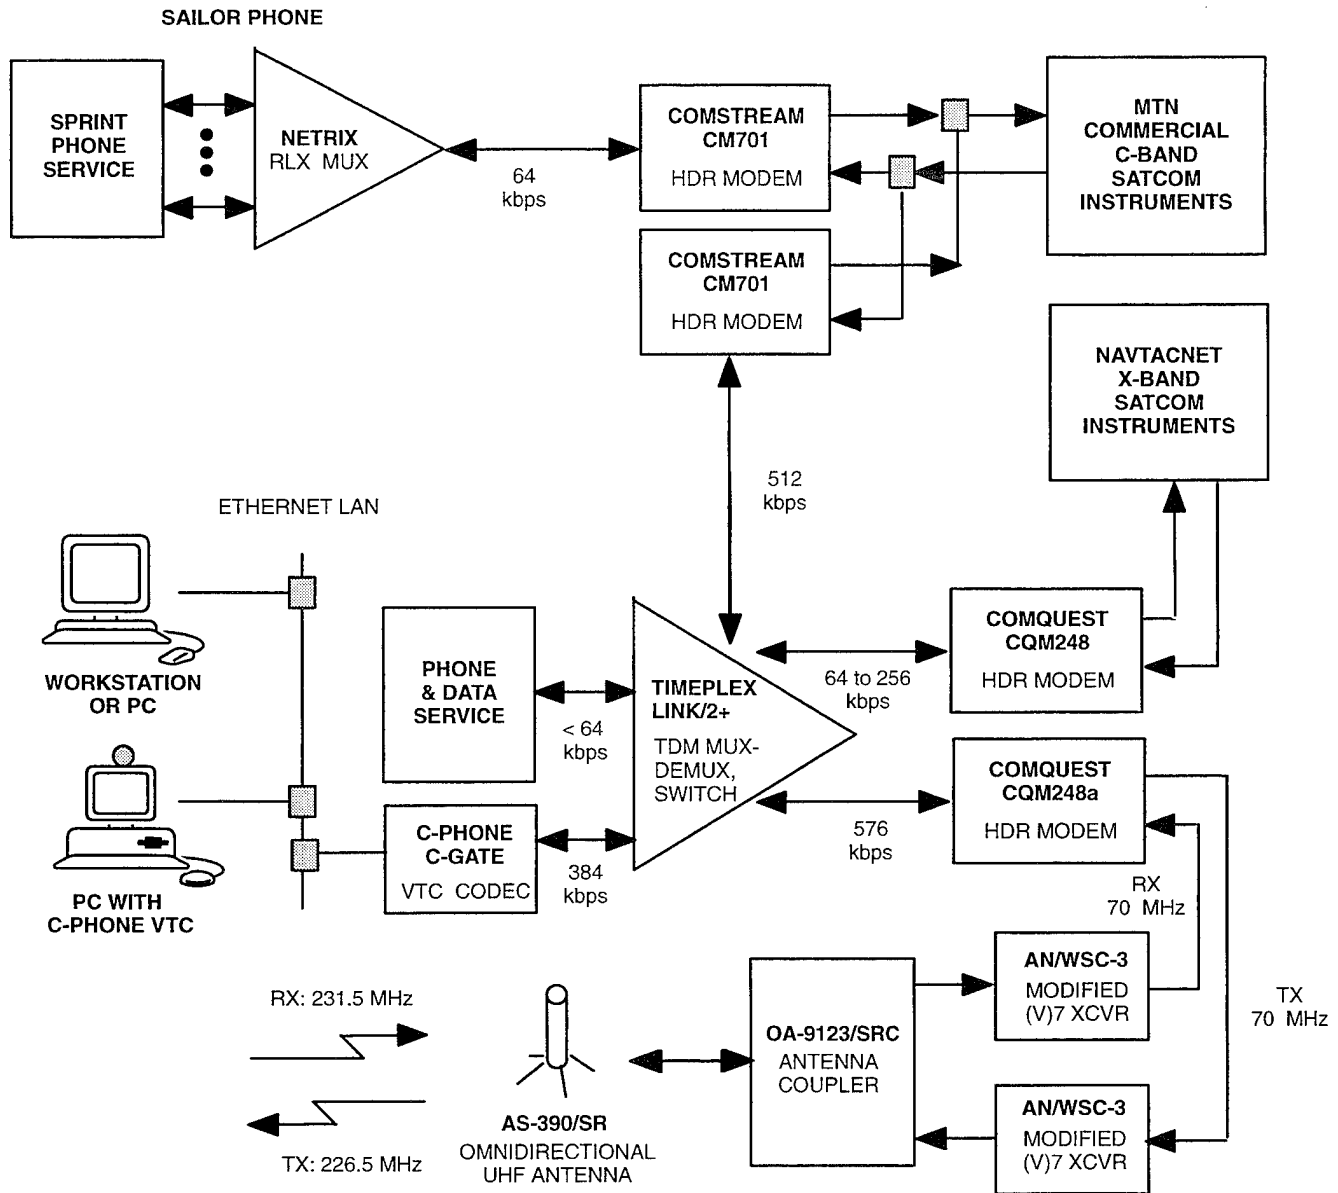 SAILOR PHONE
SPRINT
PHONE
SERVICE
NETRIX
RLX MUX
64
kbps
COMSTREAM
CM701
HDR MODEM
MTN
COMMERCIAL
C-BAND
SATCOM
INSTRUMENTS
COMSTREAM
CM701
HDR MODEM
NAVTACNET
X-BAND
SATCOM
INSTRUMENTS
512
kbps
ETHERNET LAN
WORKSTATION
OR PC
PHONE
& DATA
SERVICE
< 64
kbps
TIMEPLEX
LINK/2+
TDM MUX-
DEMUX,
SWITCH
64 to 256
kbps
COMQUEST
CQM248
HDR MODEM
PC WITH
C-PHONE VTC
C-PHONE
C-GATE
VTC CODEC
384
kbps
576
kbps
COMQUEST
CQM248a
HDR MODEM
RX
70 MHz
TX
70 MHz
RX: 231.5 MHz
TX: 226.5 MHz
AS-390/SR
OMNIDIRECTIONAL
UHF ANTENNA
OA-9123/SRC
ANTENNA
COUPLER
AN/WSC-3
MODIFIED
(V)7 XCVR
AN/WSC-3
MODIFIED
(V)7 XCVR